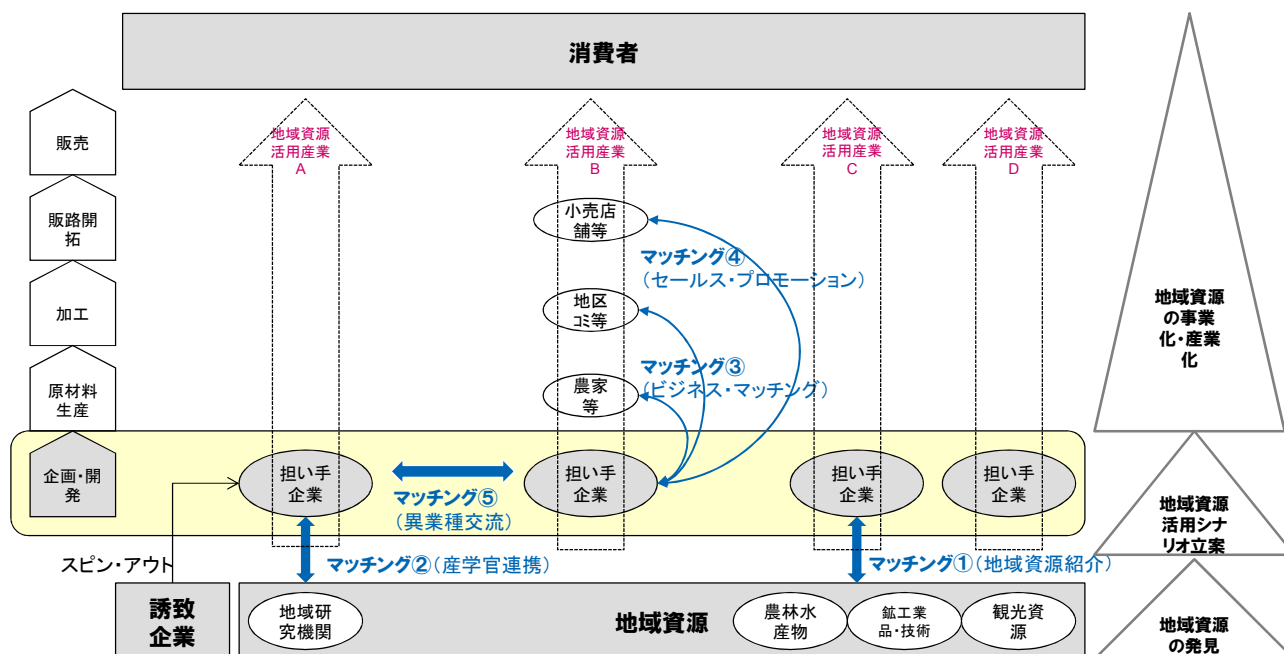 消費者
販売
販路開
拓
加工
原材料
生産
企画・開
発
地域資源
活用産業
A
地域資源
活用産業
B
地域資源
活用産業
C
地域資源
活用産業
D
小売店
舗等
マッチング④
(セールス・プロモーション)
地区
コミ等
マッチング③
(ビジネス・マッチング)
農家
等
担い手
企業
マッチング⑤
(異業種交流)
担い手
企業
担い手
企業
担い手
企業
スピン・アウト
マッチング②(産学官連携)
マッチング①(地域資源紹介)
誘致
企業
地域研
究機関
地域資源
農林水
産物
鉱工業
品・技術
観光資
源
地域資源
の事業
化・産業
化
地域資源
活用シナ
リオ立案
地域資源
の発見